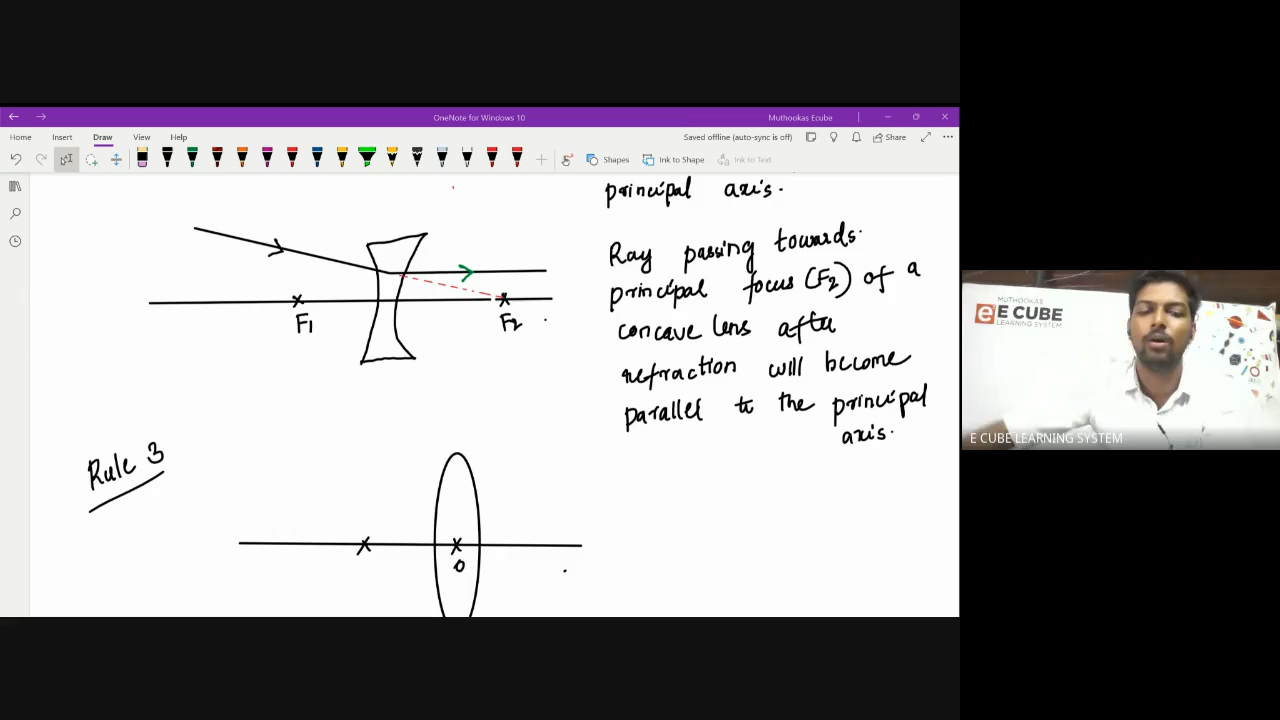 OneNote for Windows 10
Muthookas Ecube
Home Insert Draw View Help
Saved offline (auto-sync is off)
Share
Shapes
Ink to Shape
Ink to Text
principal axis.
Ray passing towards
principal focus (F2) of a
concave lens after
refraction will become
parallel to the principal
axis.
F1
F2
Rule 3
O
MUTHOOKAS
e E CUBE
LEARNING SYSTEM
E CUBE LEARNING SYSTEM